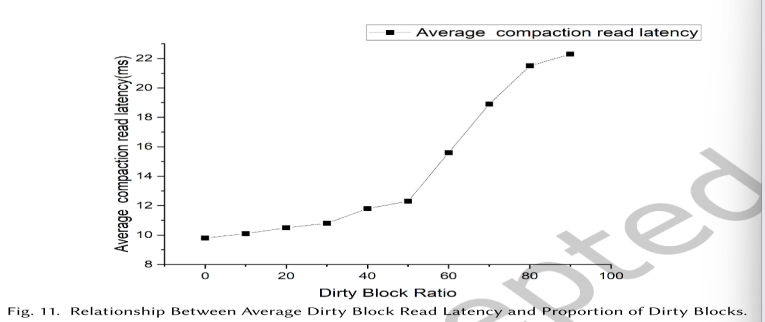 Average compaction read latency
22
20
18
16
14
12
10
8
Average compaction read latency(ms)
0 20 40 60 80 100
Dirty Block Ratio
Fig. 11. Relationship Between Average Dirty Block Read Latency and Proportion of Dirty Blocks.
epted